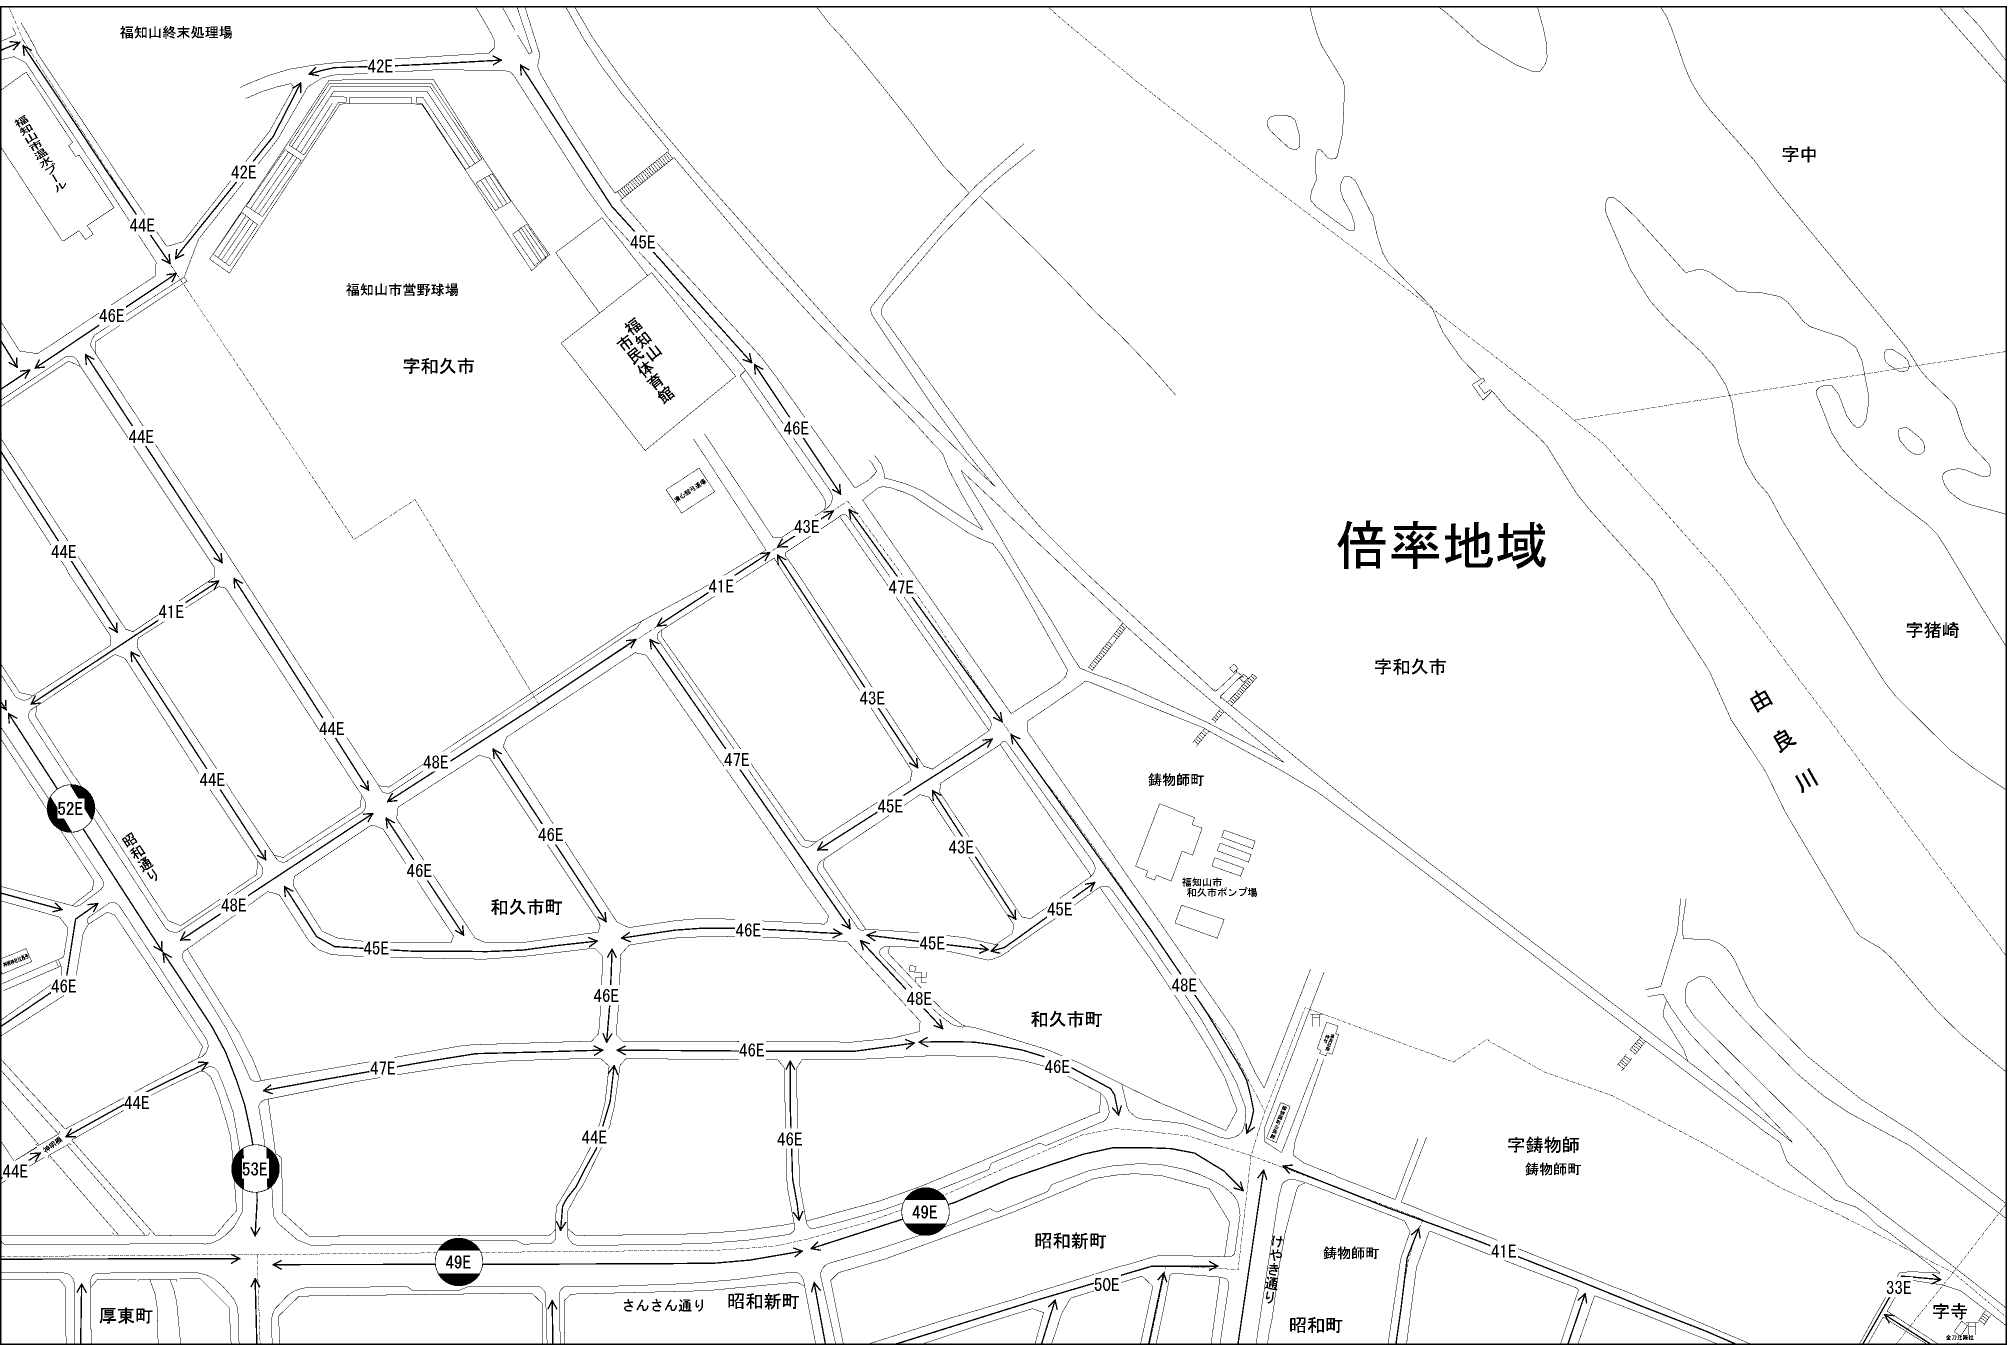 福知山終末処理場
42E
福知山市温水プール
字中
42E
44E
45E
福知山市営野球場
46E
福知山
市民体育館
字和久市
46E
44E
43E
倍率地域
44E
41E
47E
41E
字猪崎
字和久市
43E
由良川
44E
47E
48E
44E
鋳物師町
52E
45E
46E
昭和通り
43E
46E
福知山市
和久市ポンプ場
48E
和久市町
45E
46E
45E
45E
46E
48E
46E
48E
和久市町
46E
47E
46E
44E
44E
46E
神明橋
字鋳物師
鋳物師町
44E
53E
49E
昭和新町
けやき通り
鋳物師町
41E
49E
50E
33E
さんさん通り
昭和新町
厚東町
字寺
昭和町